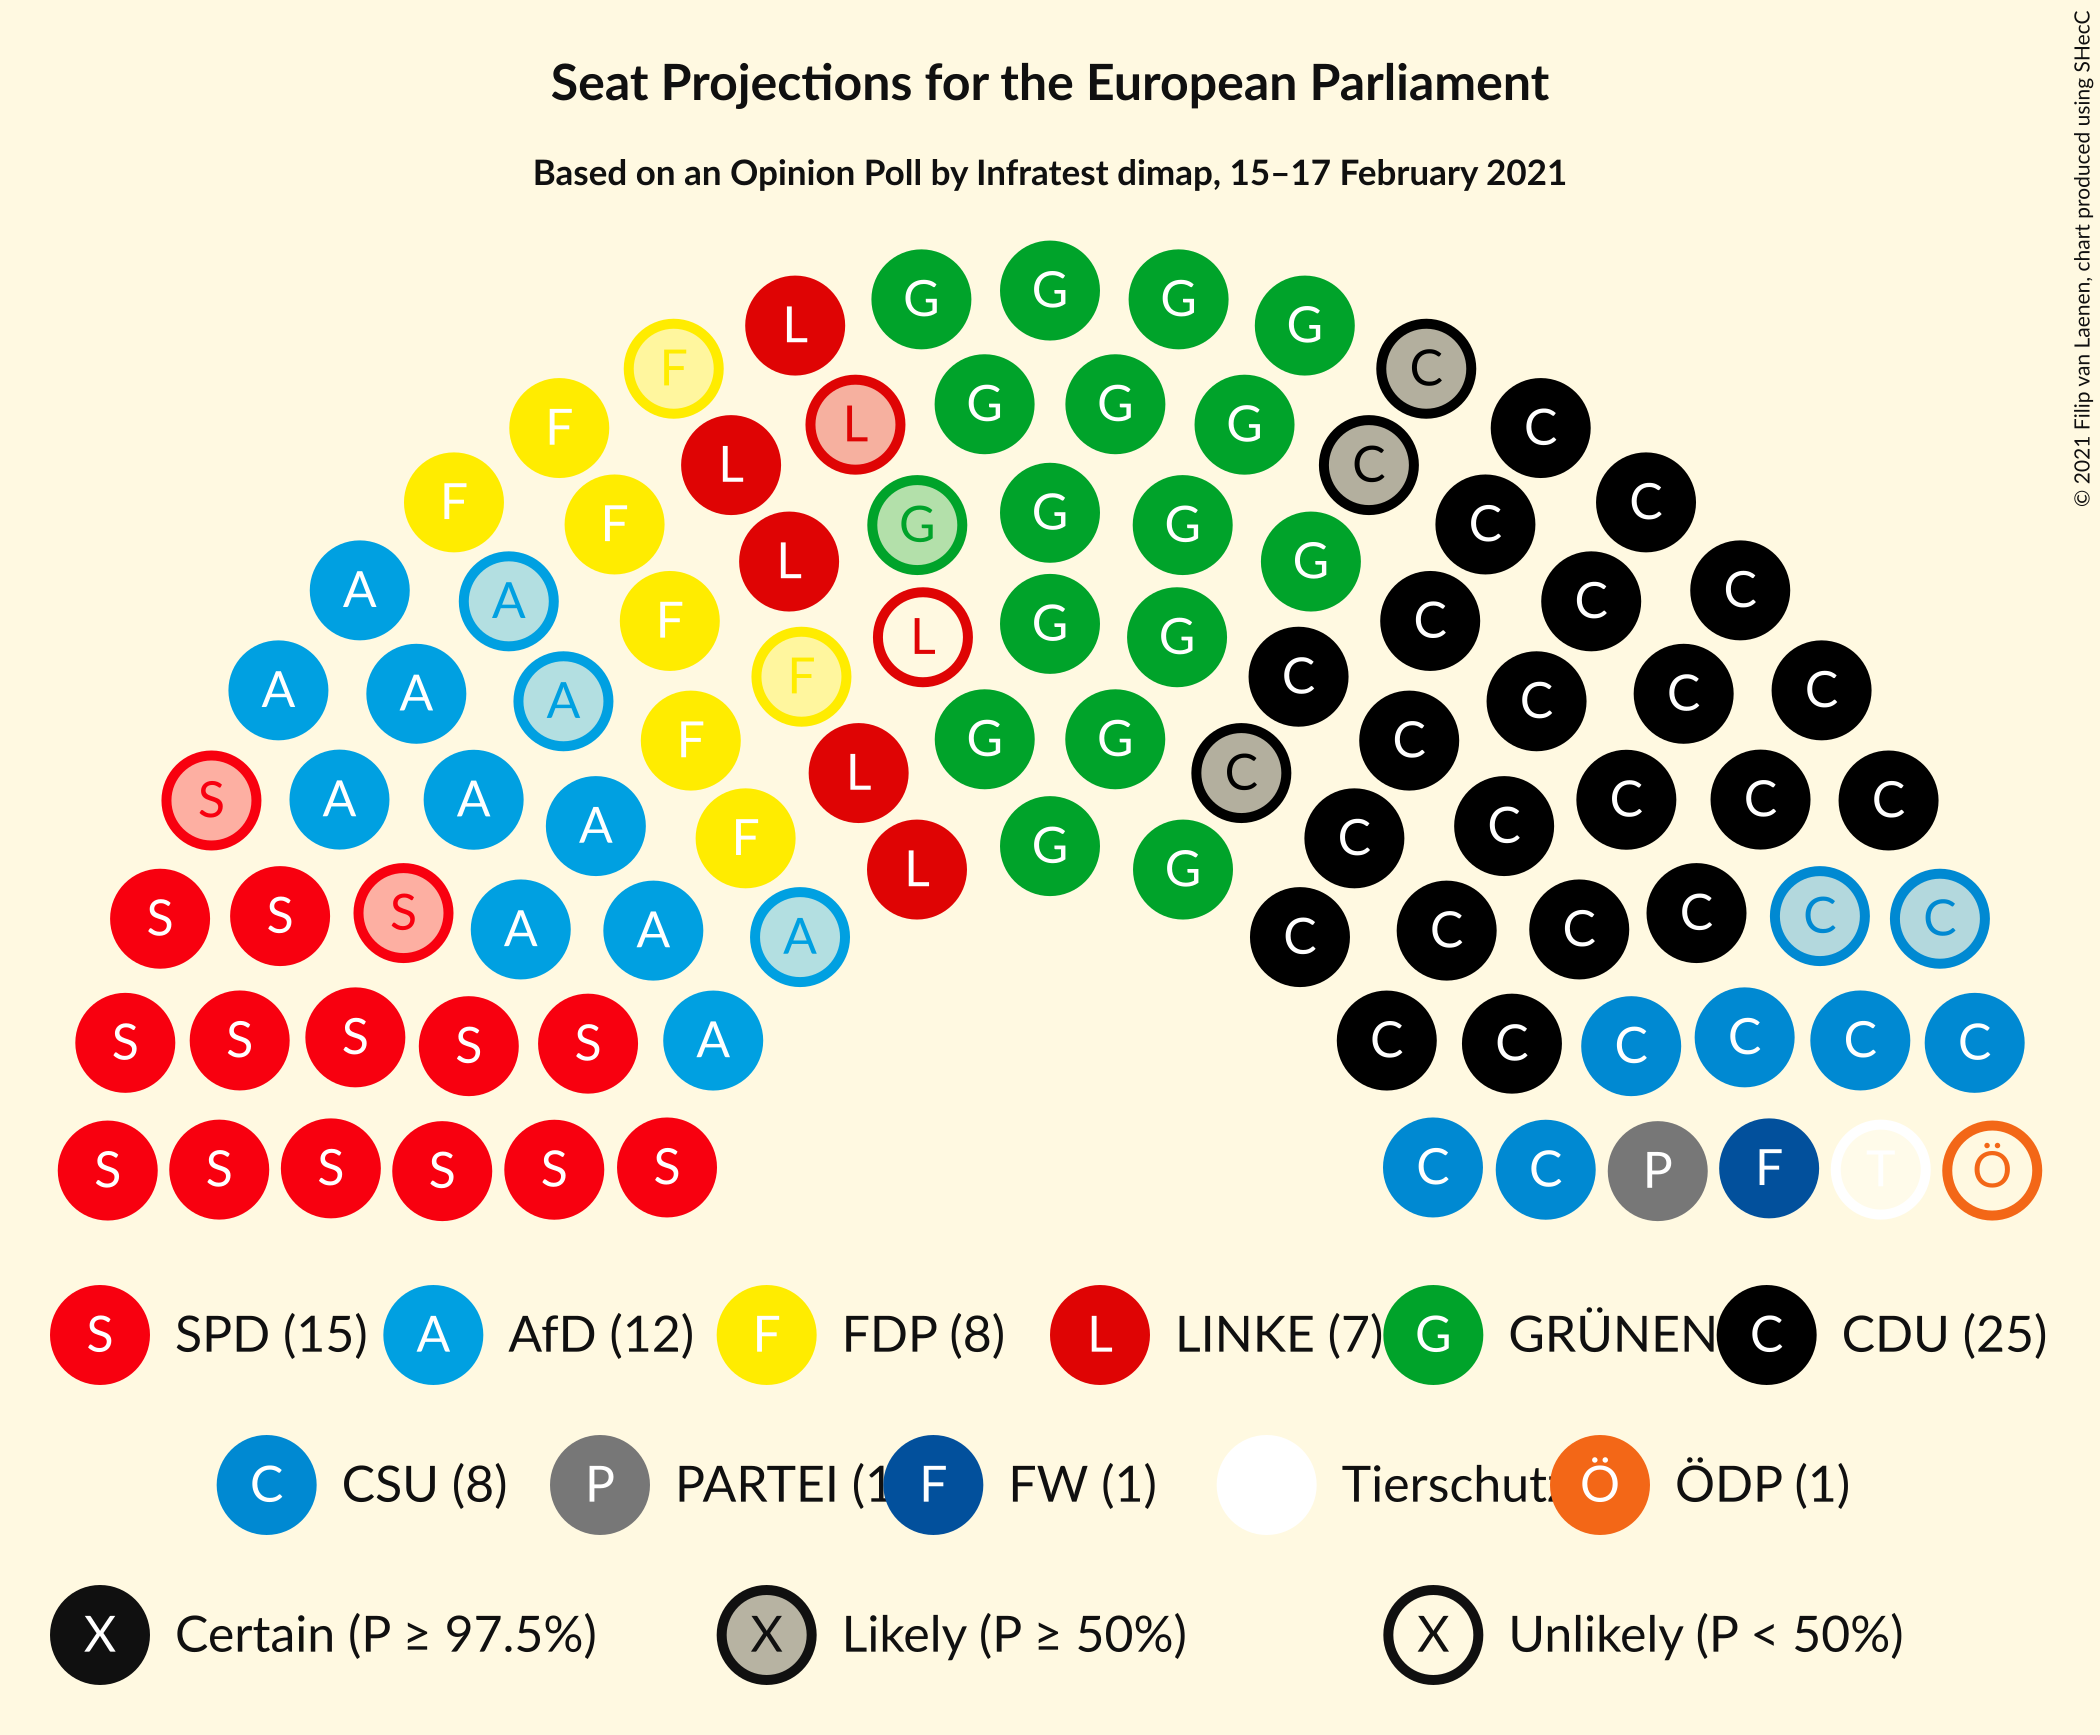 Seat Projections for the European Parliament
Based on an Opinion Poll by Infratest dimap, 15–17 February 2021
© 2021 Filip van Laenen, chart produced using SHecC
L G G G G
F C
F L G G G C
L C
F F G G G C C
L G
A A C C
F L G G C
A A A F C C C C
F G G C
L C
S A A A C C C C
F G C
L G
S S S A A A C C C C C C
S S S S S A C C C C C C
S S S S S S C C P F T Ö
S SPD (15) A AfD (12) F FDP (8) L LINKE (7) G GRÜNEN C CDU (25)
C CSU (8) P PARTEI (1 F FW (1) Tierschutz Ö ÖDP (1)
X Certain (P ≥ 97.5%) X Likely (P ≥ 50%) X Unlikely (P < 50%)